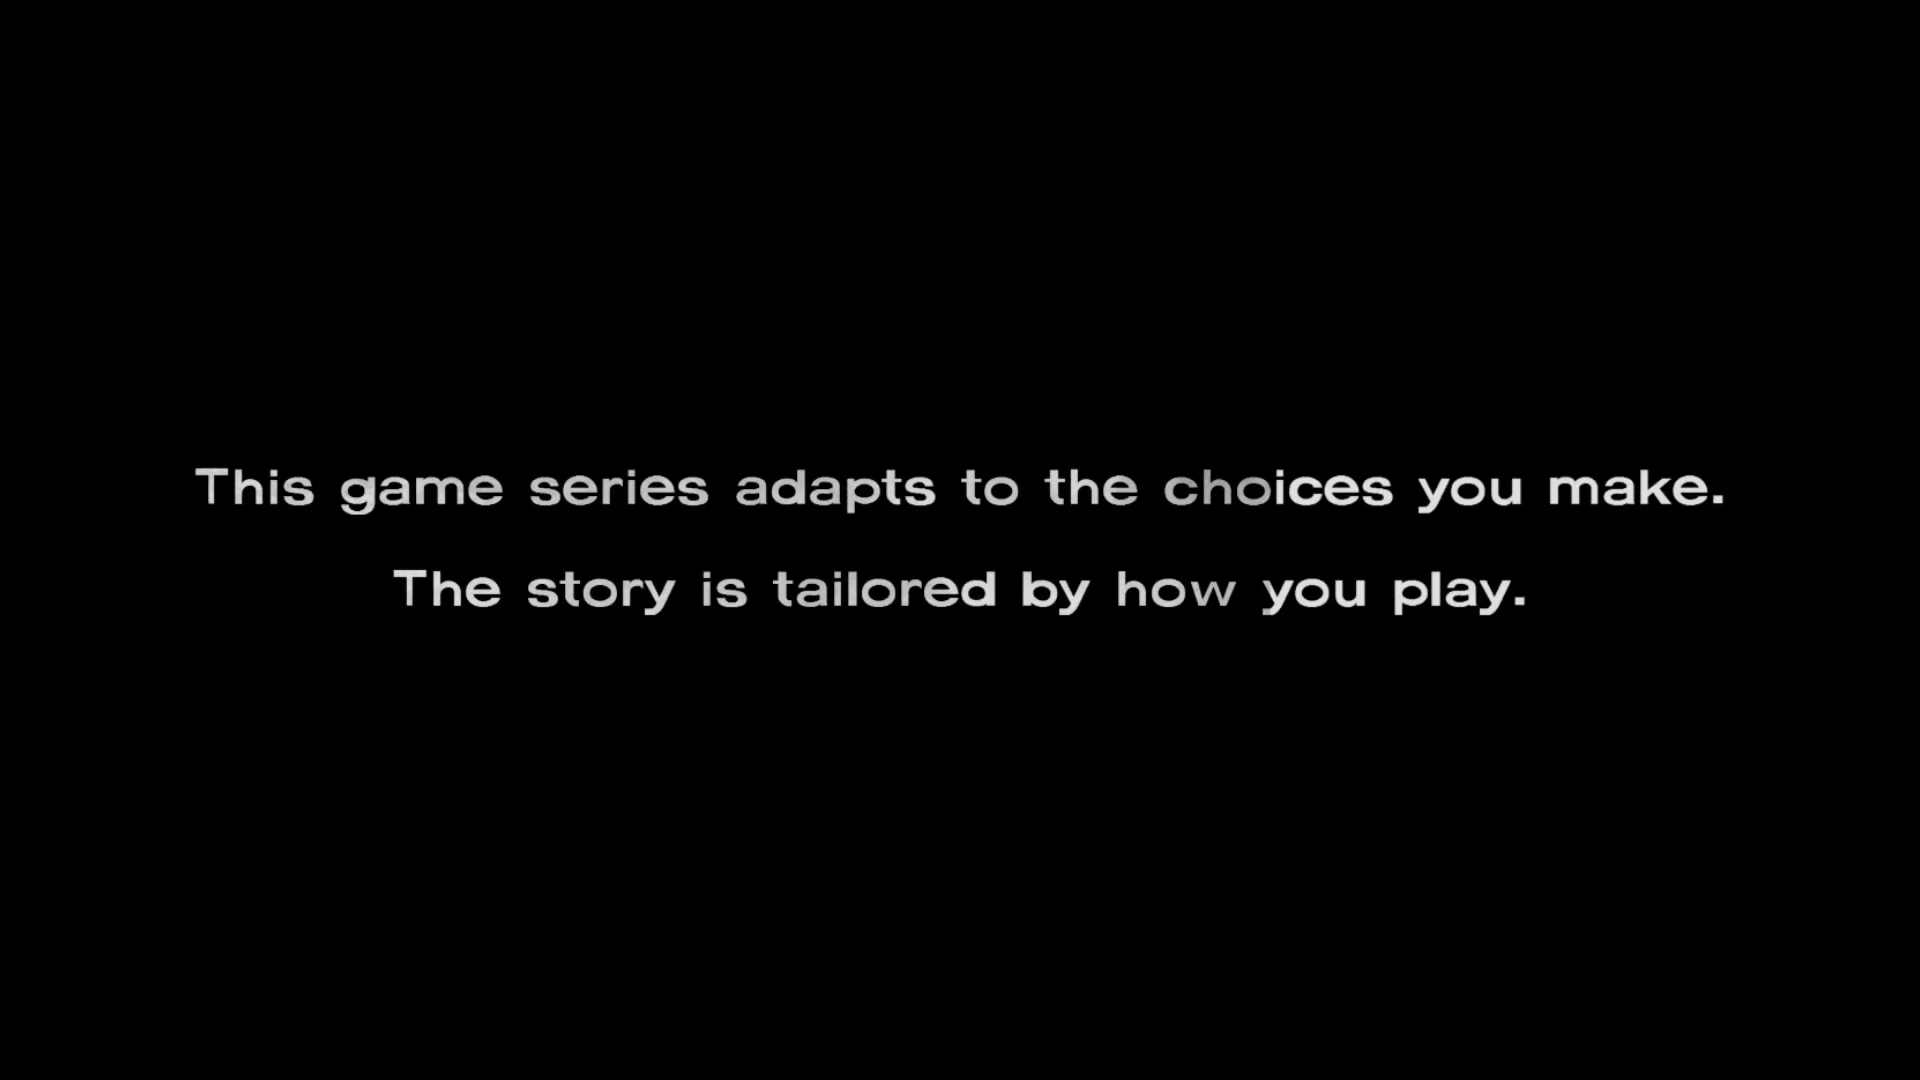 This game series adapts to the choices you make.
The story is tailored by how you play.